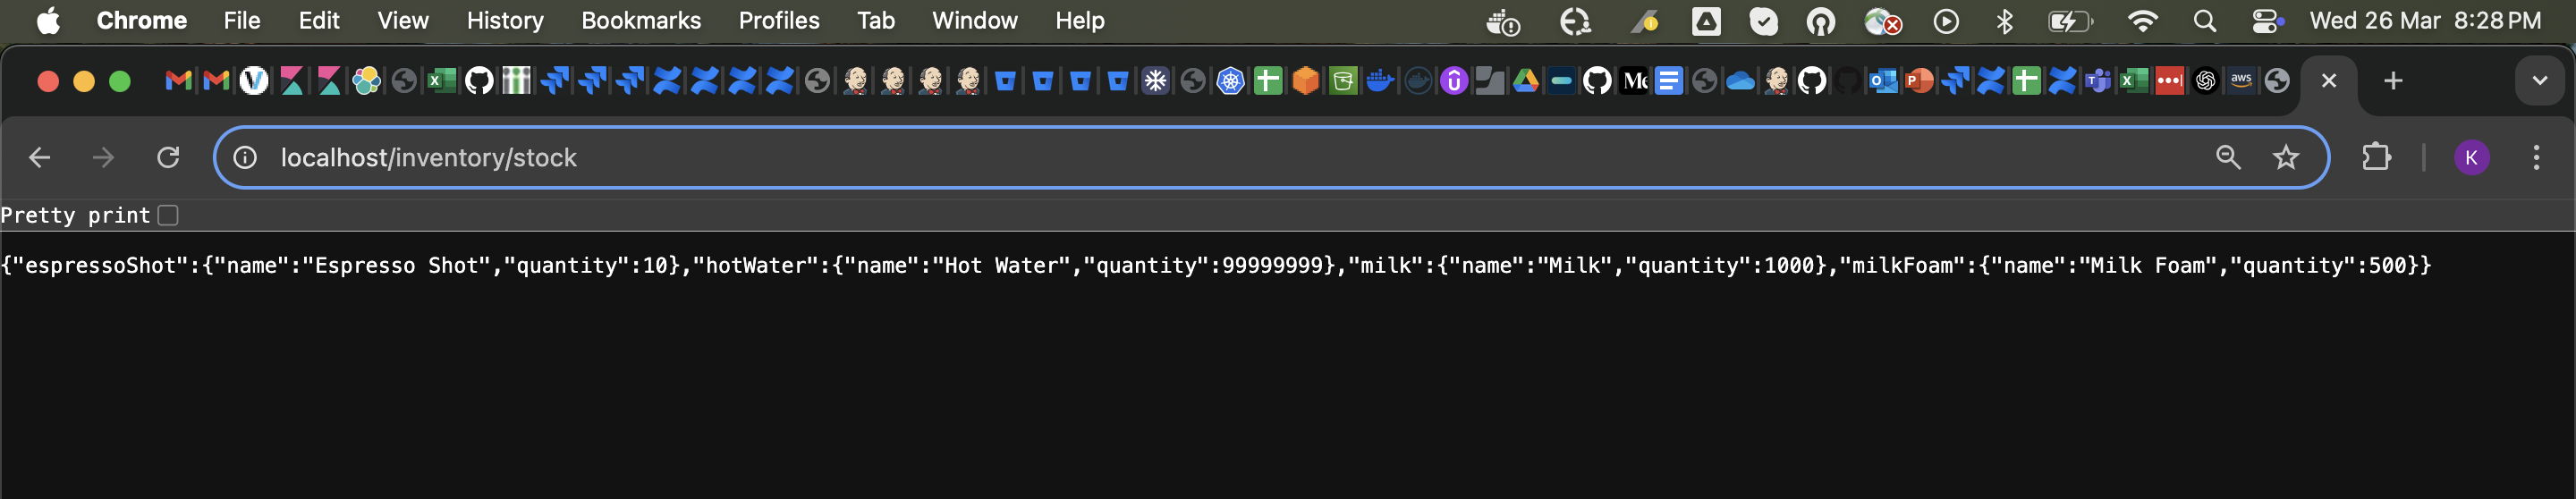 Chrome File Edit View History Bookmarks Profiles Tab Window Help Wed 26 Mar 8:28 PM
localhost/inventory/stock K
Pretty print
{"espressoShot":{"name":"Espresso Shot","quantity":10},"hotWater":{"name":"Hot Water","quantity":99999999},"milk":{"name":"Milk","quantity":1000},"milkFoam":{"name":"Milk Foam","quantity":500}}